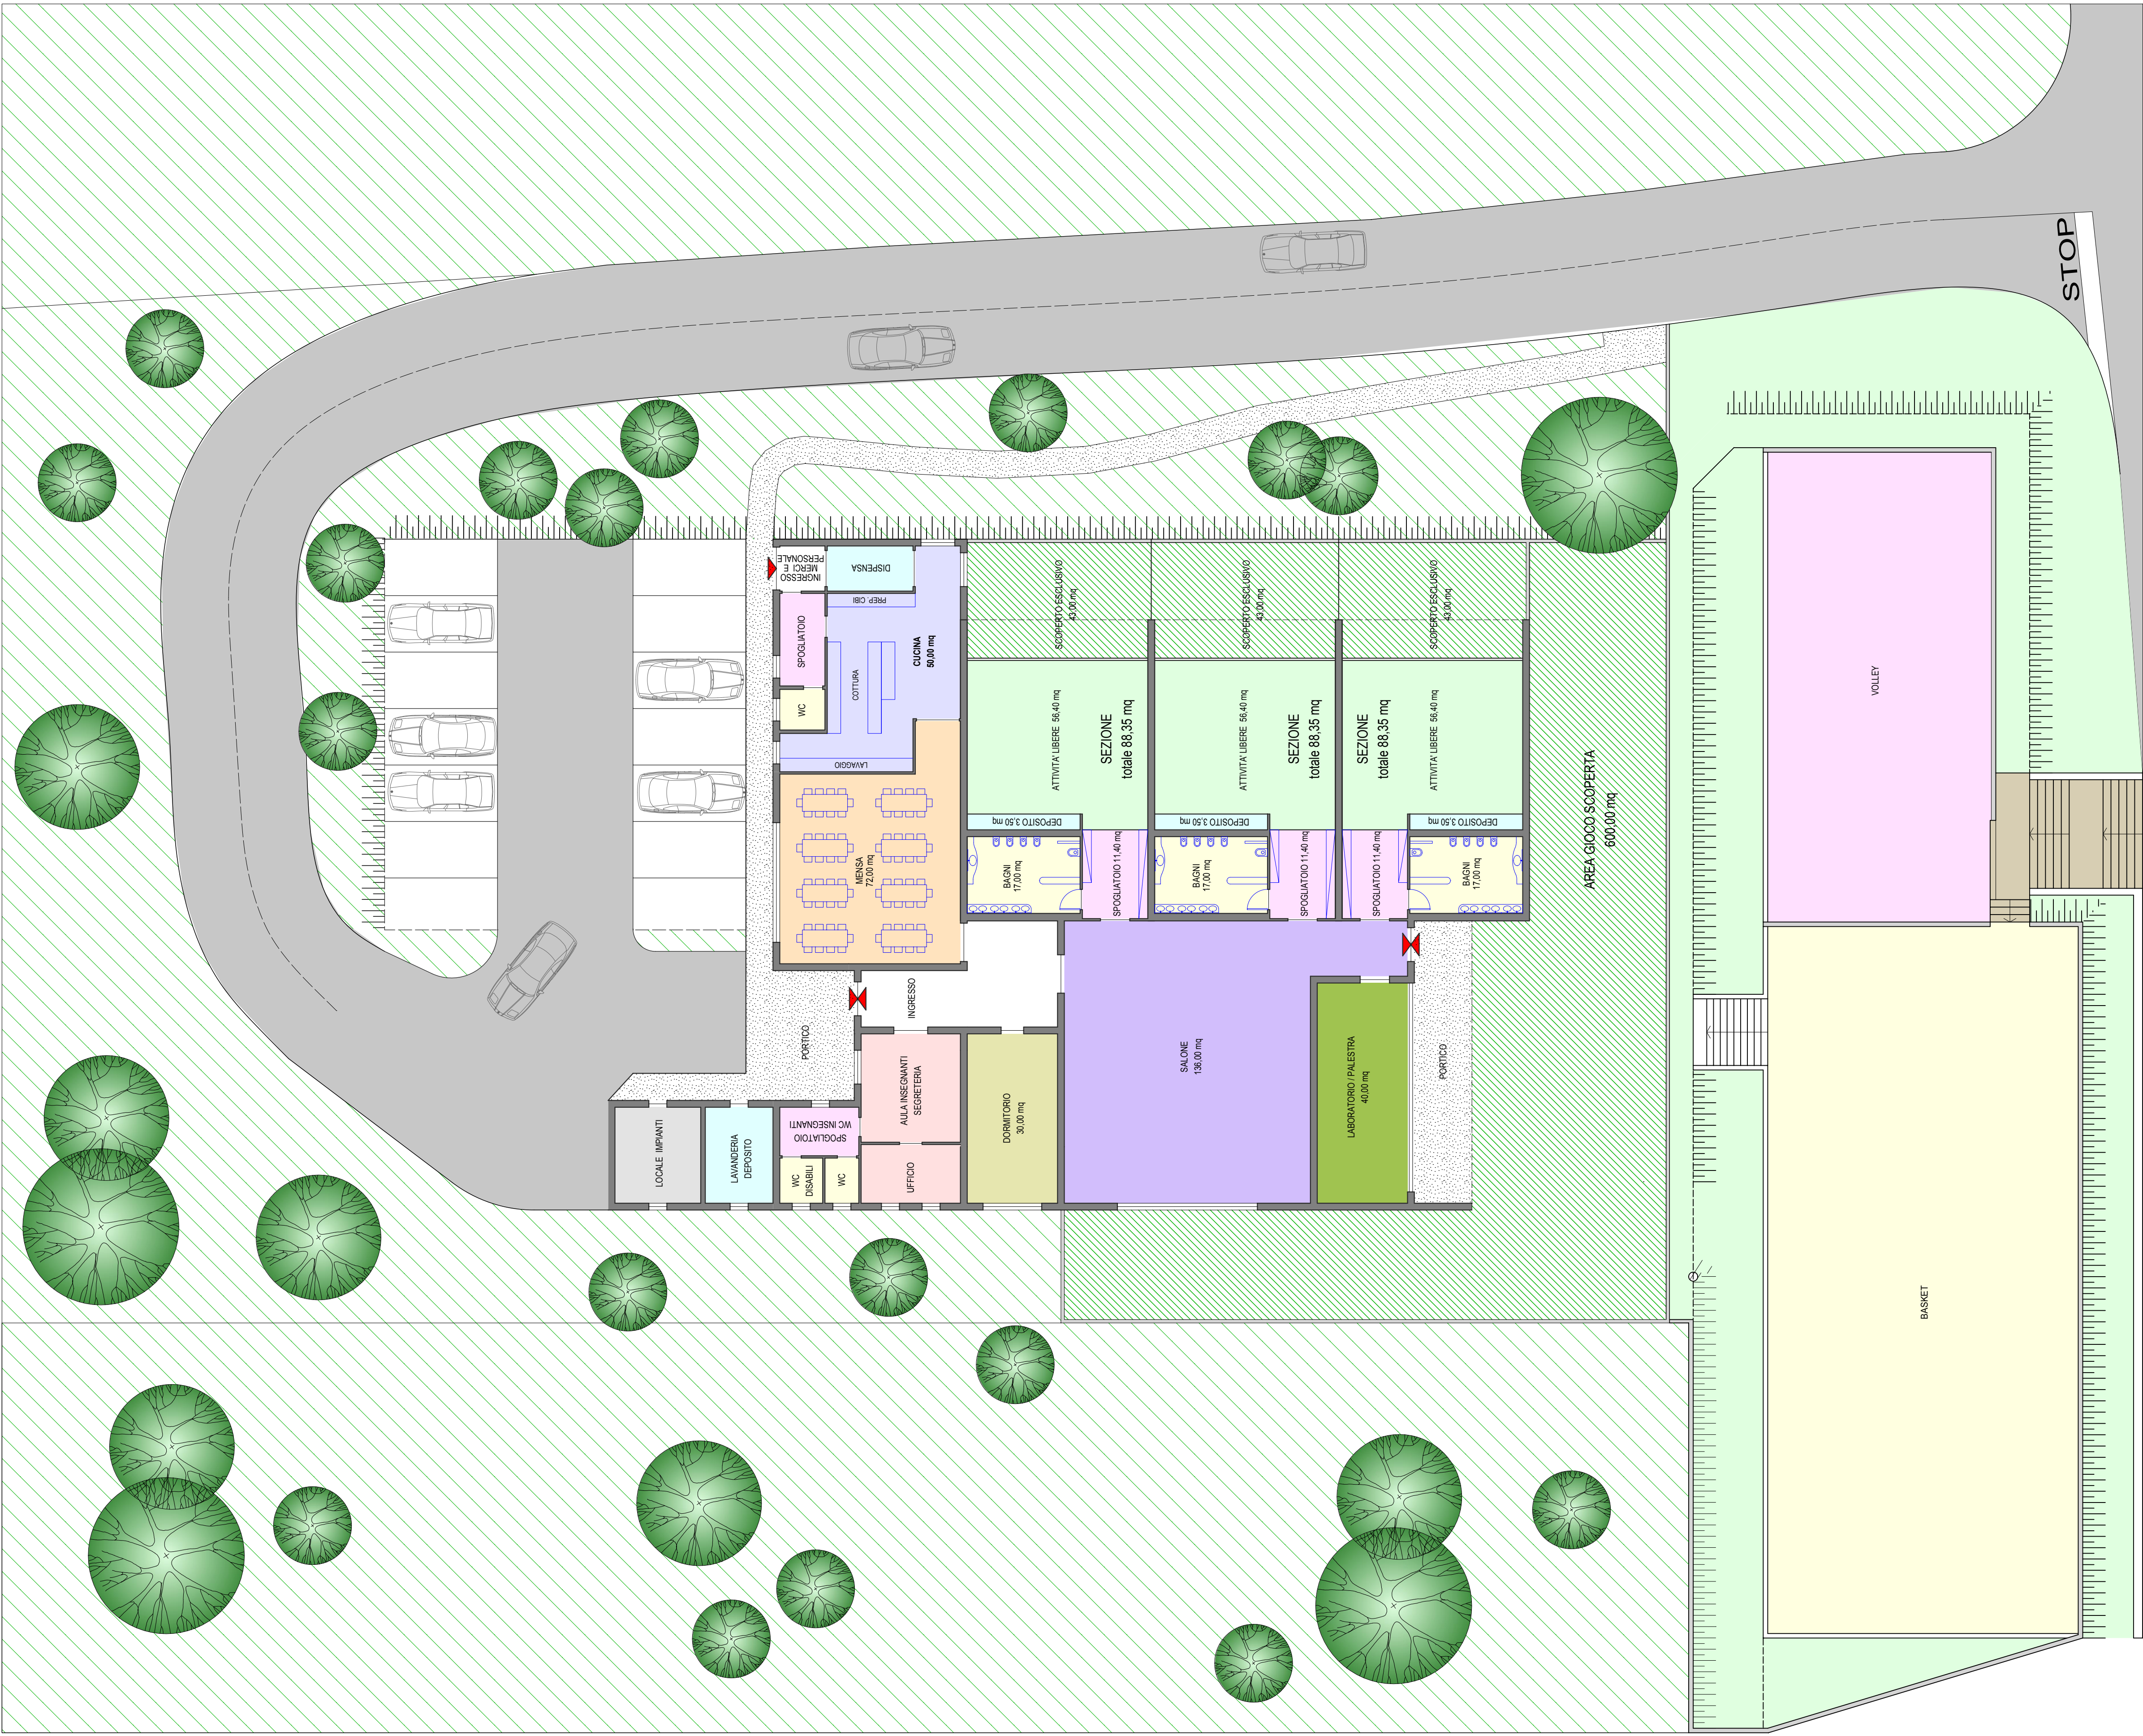 STOP
INGRESSO
MERCI E
PERSONALE
DISPENSA
PREP. CIBI
SPOGLIATOIO
WC
COTTURA
CUCINA
50,00 mq
LAVAGGIO
MENSA
72,00 mq
SCOPERTO ESCLUSIVO
43,00 mq
SCOPERTO ESCLUSIVO
43,00 mq
SCOPERTO ESCLUSIVO
43,00 mq
ATTIVITA' LIBERE 56,40 mq
SEZIONE
totale 88,35 mq
ATTIVITA' LIBERE 56,40 mq
SEZIONE
totale 88,35 mq
SEZIONE
totale 88,35 mq
ATTIVITA' LIBERE 56,40 mq
DEPOSITO 3,50 mq
DEPOSITO 3,50 mq
DEPOSITO 3,50 mq
BAGNI
17,00 mq
SPOGLIATOIO 11,40 mq
BAGNI
17,00 mq
SPOGLIATOIO 11,40 mq
SPOGLIATOIO 11,40 mq
BAGNI
17,00 mq
AREA GIOCO SCOPERTA
600,00 mq
VOLLEY
BASKET
INGRESSO
PORTICO
AULA INSEGNANTI
SEGRETERIA
UFFICIO
DORMITORIO
30,00 mq
SALONE
136,00 mq
LABORATORIO / PALESTRA
40,00 mq
PORTICO
LOCALE IMPIANTI
LAVANDERIA
DEPOSITO
SPOGLIATOIO
WC INSEGNANTI
WC
DISABILI
WC